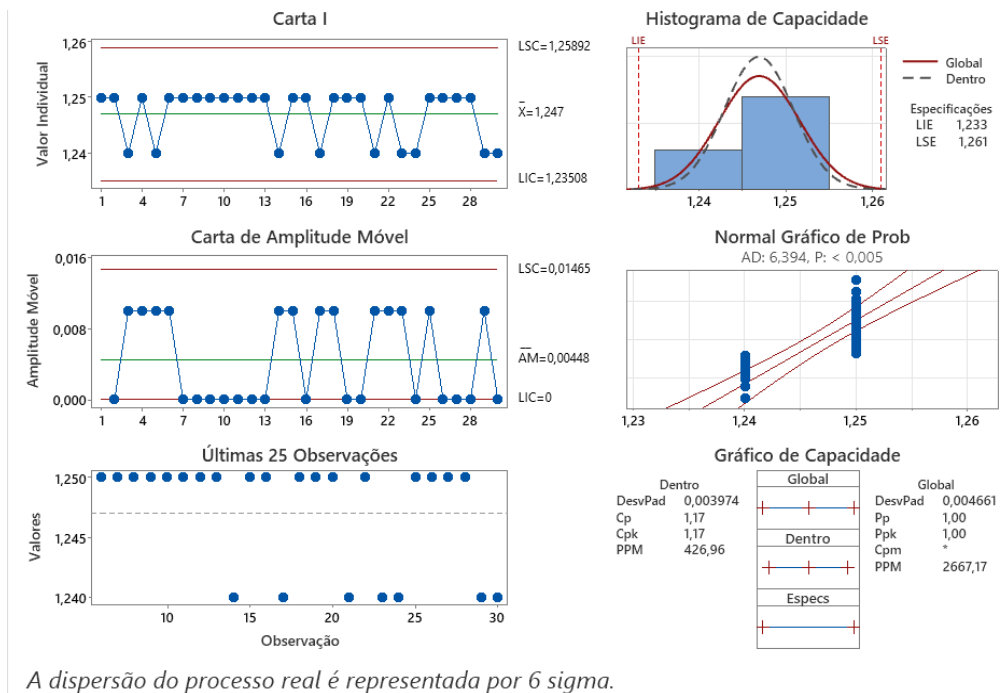 Carta I
Valor Individual
1,26
1,25
1,24
LSC=1,25892
X̄=1,247
LIC=1,23508
1 4 7 10 13 16 19 22 25 28
Histograma de Capacidade
LIE
LSE
1,24 1,25 1,26
Global
Dentro
Especificações
LIE 1,233
LSE 1,261
Carta de Amplitude Móvel
Amplitude Móvel
0,016
0,008
0,000
LSC=0,01465
A̅M̅=0,00448
LIC=0
1 4 7 10 13 16 19 22 25 28
Normal Gráfico de Prob
AD: 6,394, P: < 0,005
1,23 1,24 1,25 1,26
Últimas 25 Observações
Valores
1,250
1,245
1,240
10 15 20 25 30
Observação
Gráfico de Capacidade
Dentro
DesvPad 0,003974
Cp 1,17
Cpk 1,17
PPM 426,96
Global
Dentro
Especs
Global
DesvPad 0,004661
Pp 1,00
Ppk 1,00
Cpm *
PPM 2667,17
A dispersão do processo real é representada por 6 sigma.